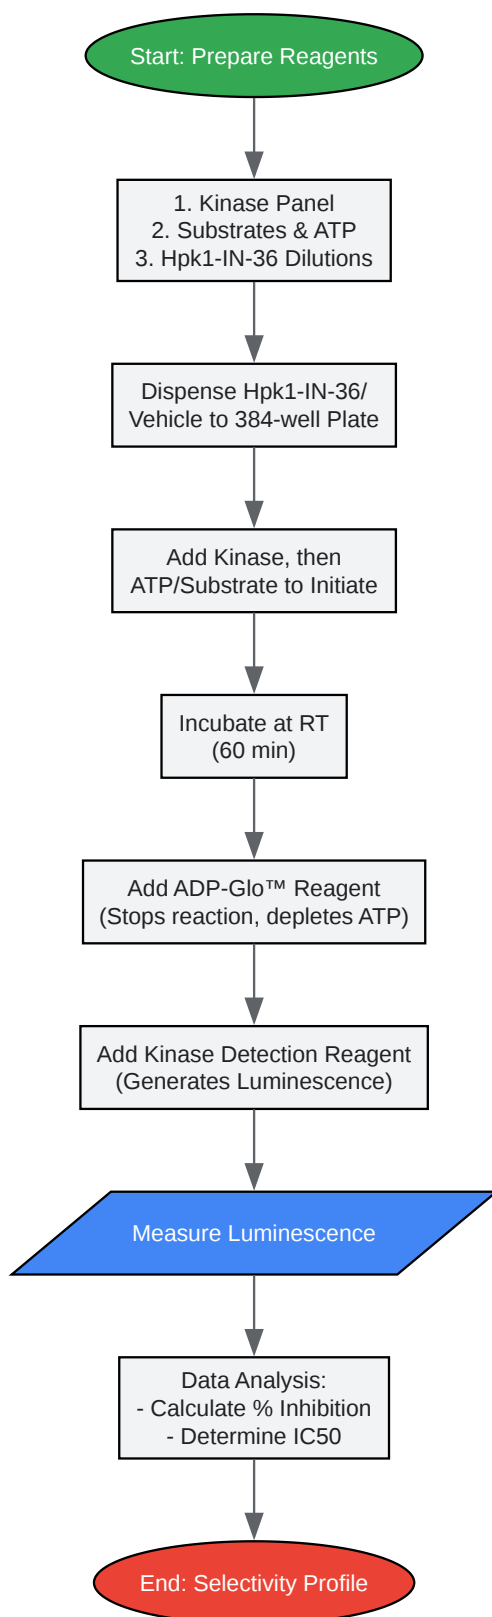 Start: Prepare Reagents
1. Kinase Panel
2. Substrates & ATP
3. Hpk1-IN-36 Dilutions
Dispense Hpk1-IN-36/
Vehicle to 384-well Plate
Add Kinase, then
ATP/Substrate to Initiate
Incubate at RT
(60 min)
Add ADP-Glo™ Reagent
(Stops reaction, depletes ATP)
Add Kinase Detection Reagent
(Generates Luminescence)
Measure Luminescence
Data Analysis:
- Calculate % Inhibition
- Determine IC50
End: Selectivity Profile